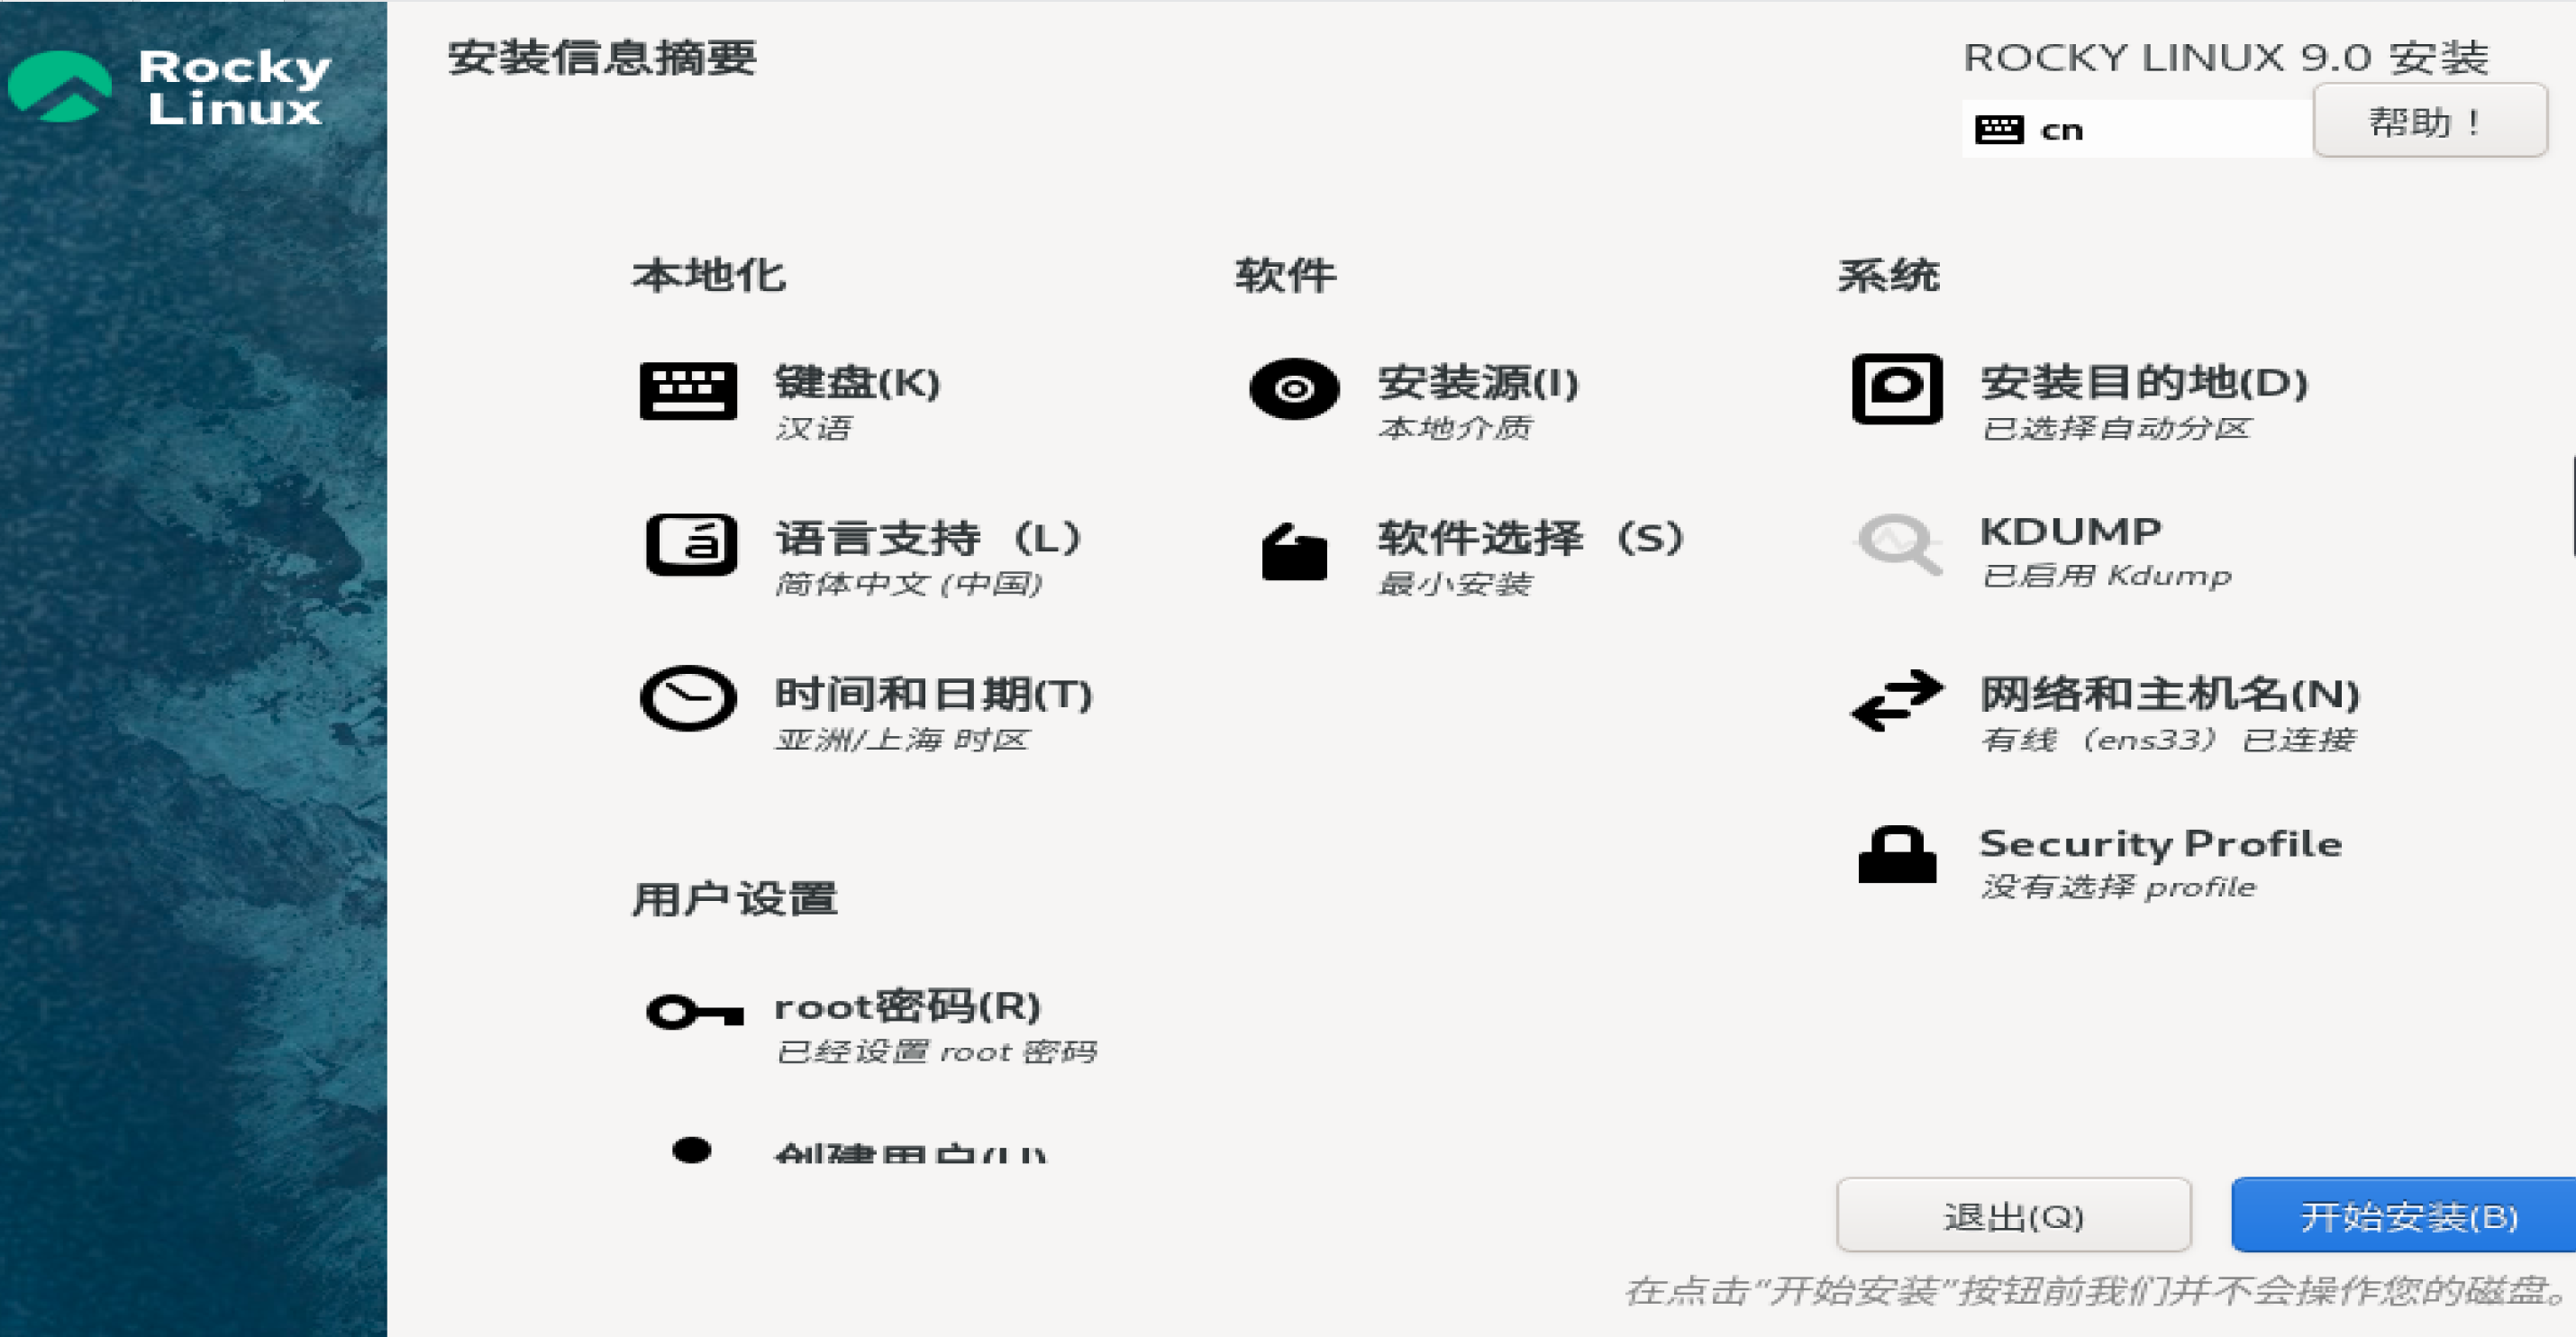 Rocky
Linux
安装信息摘要
ROCKY LINUX 9.0 安装
cn
帮助！
本地化
键盘(K)
汉语
语言支持（L）
简体中文 (中国)
时间和日期(T)
亚洲/上海 时区
软件
安装源(I)
本地介质
软件选择（S）
最小安装
系统
安装目的地(D)
已选择自动分区
KDUMP
已启用 Kdump
网络和主机名(N)
有线（ens33）已连接
Security Profile
没有选择 profile
用户设置
root密码(R)
已经设置 root 密码
创建用户(U)
退出(Q)
开始安装(B)
在点击“开始安装”按钮前我们并不会操作您的磁盘。